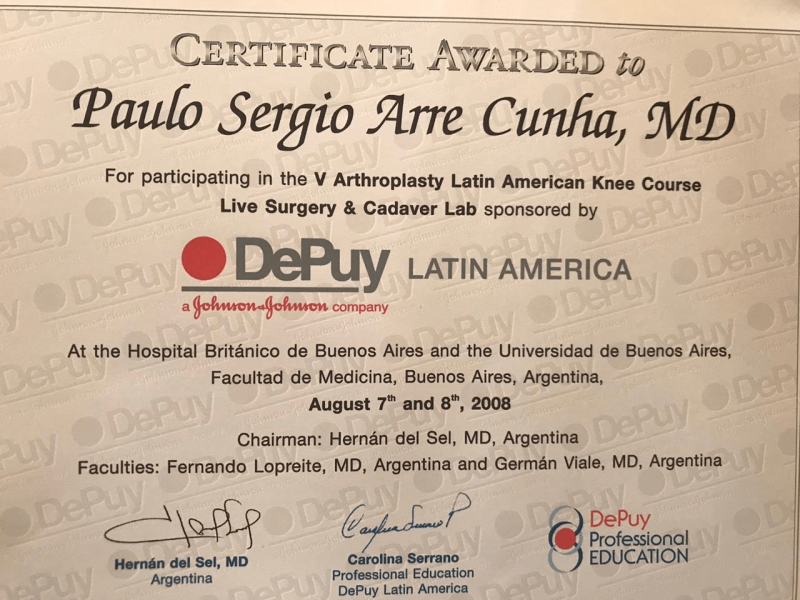 CERTIFICATE AWARDED to
Paulo Sergio Arre Cunha, MD
For participating in the V Arthroplasty Latin American Knee Course
Live Surgery & Cadaver Lab sponsored by
DePuy LATIN AMERICA
a Johnson&Johnson company
At the Hospital Británico de Buenos Aires and the Universidad de Buenos Aires,
Facultad de Medicina, Buenos Aires, Argentina,
August 7th and 8th, 2008
Chairman: Hernán del Sel, MD, Argentina
Faculties: Fernando Lopreite, MD, Argentina and Germán Viale, MD, Argentina
Hernán del Sel, MD
Argentina
Carolina Serrano
Professional Education
DePuy Latin America
DePuy
Professional
EDUCATION